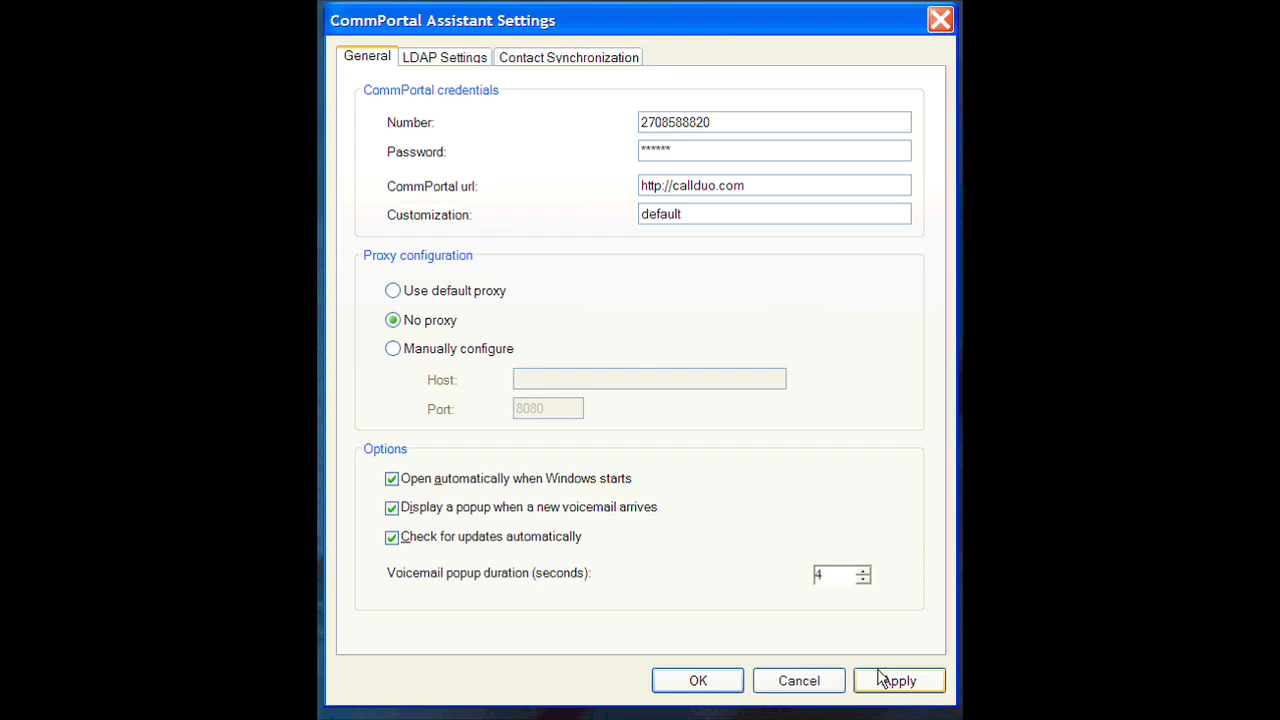 CommPortal Assistant Settings
General LDAP Settings Contact Synchronization
CommPortal credentials
Number: 2708588820
Password: ******
CommPortal url: http://callduo.com
Customization: default
Proxy configuration
Use default proxy
No proxy
Manually configure
Host:
Port: 8080
Options
Open automatically when Windows starts
Display a popup when a new voicemail arrives
Check for updates automatically
Voicemail popup duration (seconds): 4
OK Cancel Apply